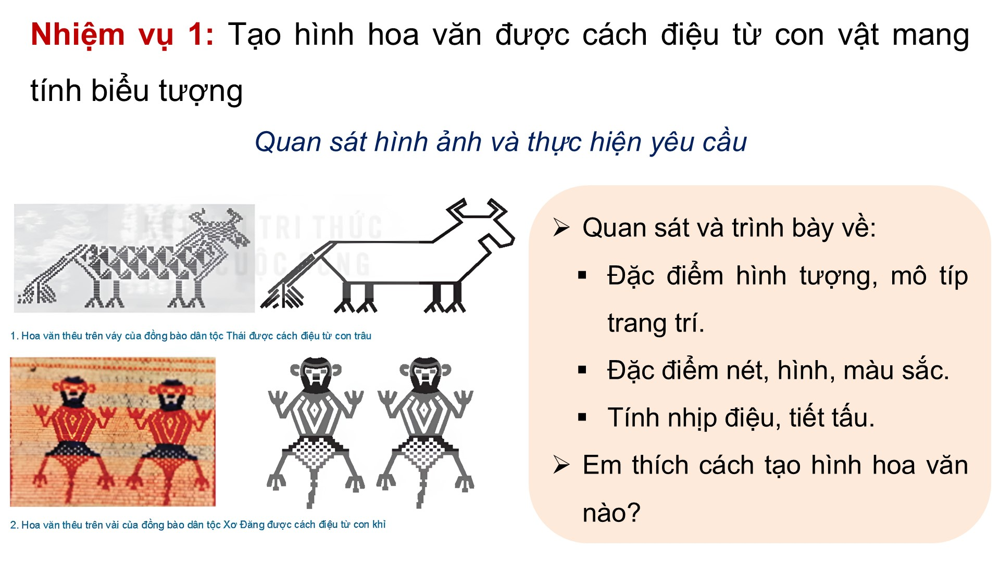 Nhiệm vụ 1: Tạo hình hoa văn được cách điệu từ con vật mang
tính biểu tượng
Quan sát hình ảnh và thực hiện yêu cầu
TRI THỨC
CUỘC SỐNG
1. Hoa văn thêu trên váy của đồng bào dân tộc Thái được cách điệu từ con trâu
2. Hoa văn thêu trên vải của đồng bào dân tộc Xơ Đăng được cách điệu từ con khỉ
➢ Quan sát và trình bày về:
▪ Đặc điểm hình tượng, mô típ
trang trí.
▪ Đặc điểm nét, hình, màu sắc.
▪ Tính nhịp điệu, tiết tấu.
➢ Em thích cách tạo hình hoa văn
nào?